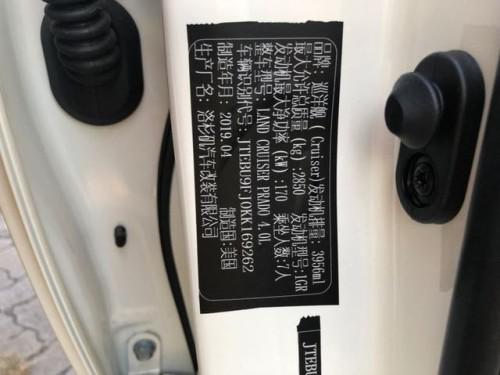 品牌: 巡洋舰 ( Cruiser)发动机排量: 3956ml
最大允许总质量 (kg):2850 发动机型号:1GR
发动机最大净功率 (kW):170 乘坐人数:7人
整车型号: LAND CRUISER PRADO 4.0L
车辆识别代号: JTEBU9FJ0KK169262
制造年月: 2019.04 制造国:美国
生产厂名: 洛杉矶汽车改装有限公司
JTEBU9